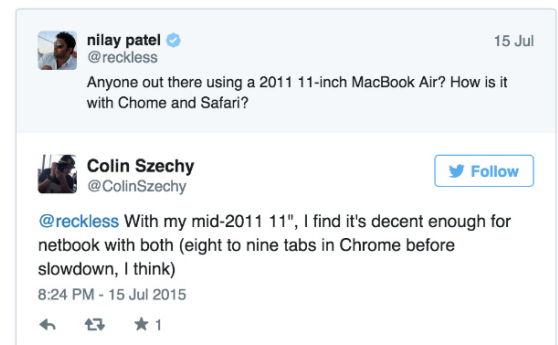 nilay patel
15 Jul
@reckless
Anyone out there using a 2011 11-inch MacBook Air? How is it
with Chome and Safari?
Colin Szechy
Follow
@ColinSzechy
@reckless With my mid-2011 11", I find it's decent enough for
netbook with both (eight to nine tabs in Chrome before
slowdown, I think)
8:24 PM - 15 Jul 2015
1